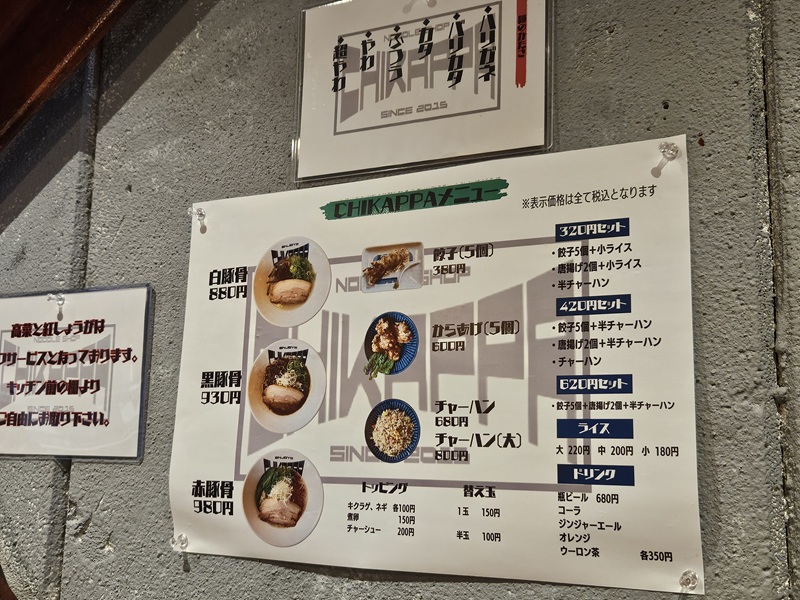 麺のかたさ
ハリガネ
バリカタ
カタ
ふつう
やわ
超やわ
NOODLE SHOP
CHIKAPPA
SINCE 2015
CHIKAPPAメニュー
※表示価格は全て税込となります
白豚骨
880円
黒豚骨
930円
赤豚骨
980円
餃子(5個)
380円
からあげ(5個)
600円
チャーハン
680円
チャーハン(大)
800円
トッピング
キクラゲ、ネギ 各100円
煮卵 150円
チャーシュー 200円
替え玉
1玉 150円
半玉 100円
320円セット
・餃子5個+小ライス
・唐揚げ2個+小ライス
・半チャーハン
420円セット
・餃子5個+半チャーハン
・唐揚げ2個+半チャーハン
・チャーハン
620円セット
・餃子5個+唐揚げ2個+半チャーハン
ライス
大 220円 中 200円 小 180円
ドリンク
瓶ビール 680円
コーラ
ジンジャーエール
オレンジ
ウーロン茶 各350円
高菜と紅しょうがは
サービスとなっております。
キッチン前の棚より
ご自由にお取り下さい。